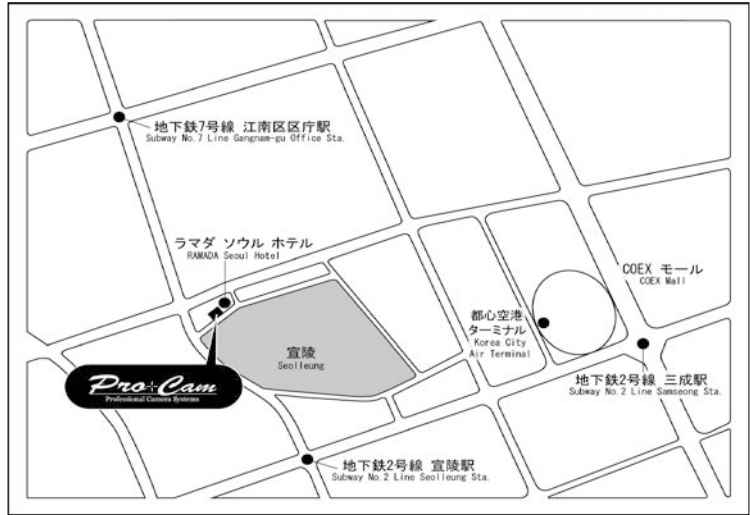 地下鉄7号線 江南区区庁駅
Subway No.7 Line Gangnam-gu Office Sta.
ラマダ ソウル ホテル
RAMADA Seoul Hotel
COEX モール
COEX Mall
都心空港
ターミナル
Korea City
Air Terminal
宣陵
Seolleung
Pro+Cam
Professional Camera Systems
地下鉄2号線 三成駅
Subway No.2 Line Samseong Sta.
地下鉄2号線 宣陵駅
Subway No.2 Line Seolleung Sta.